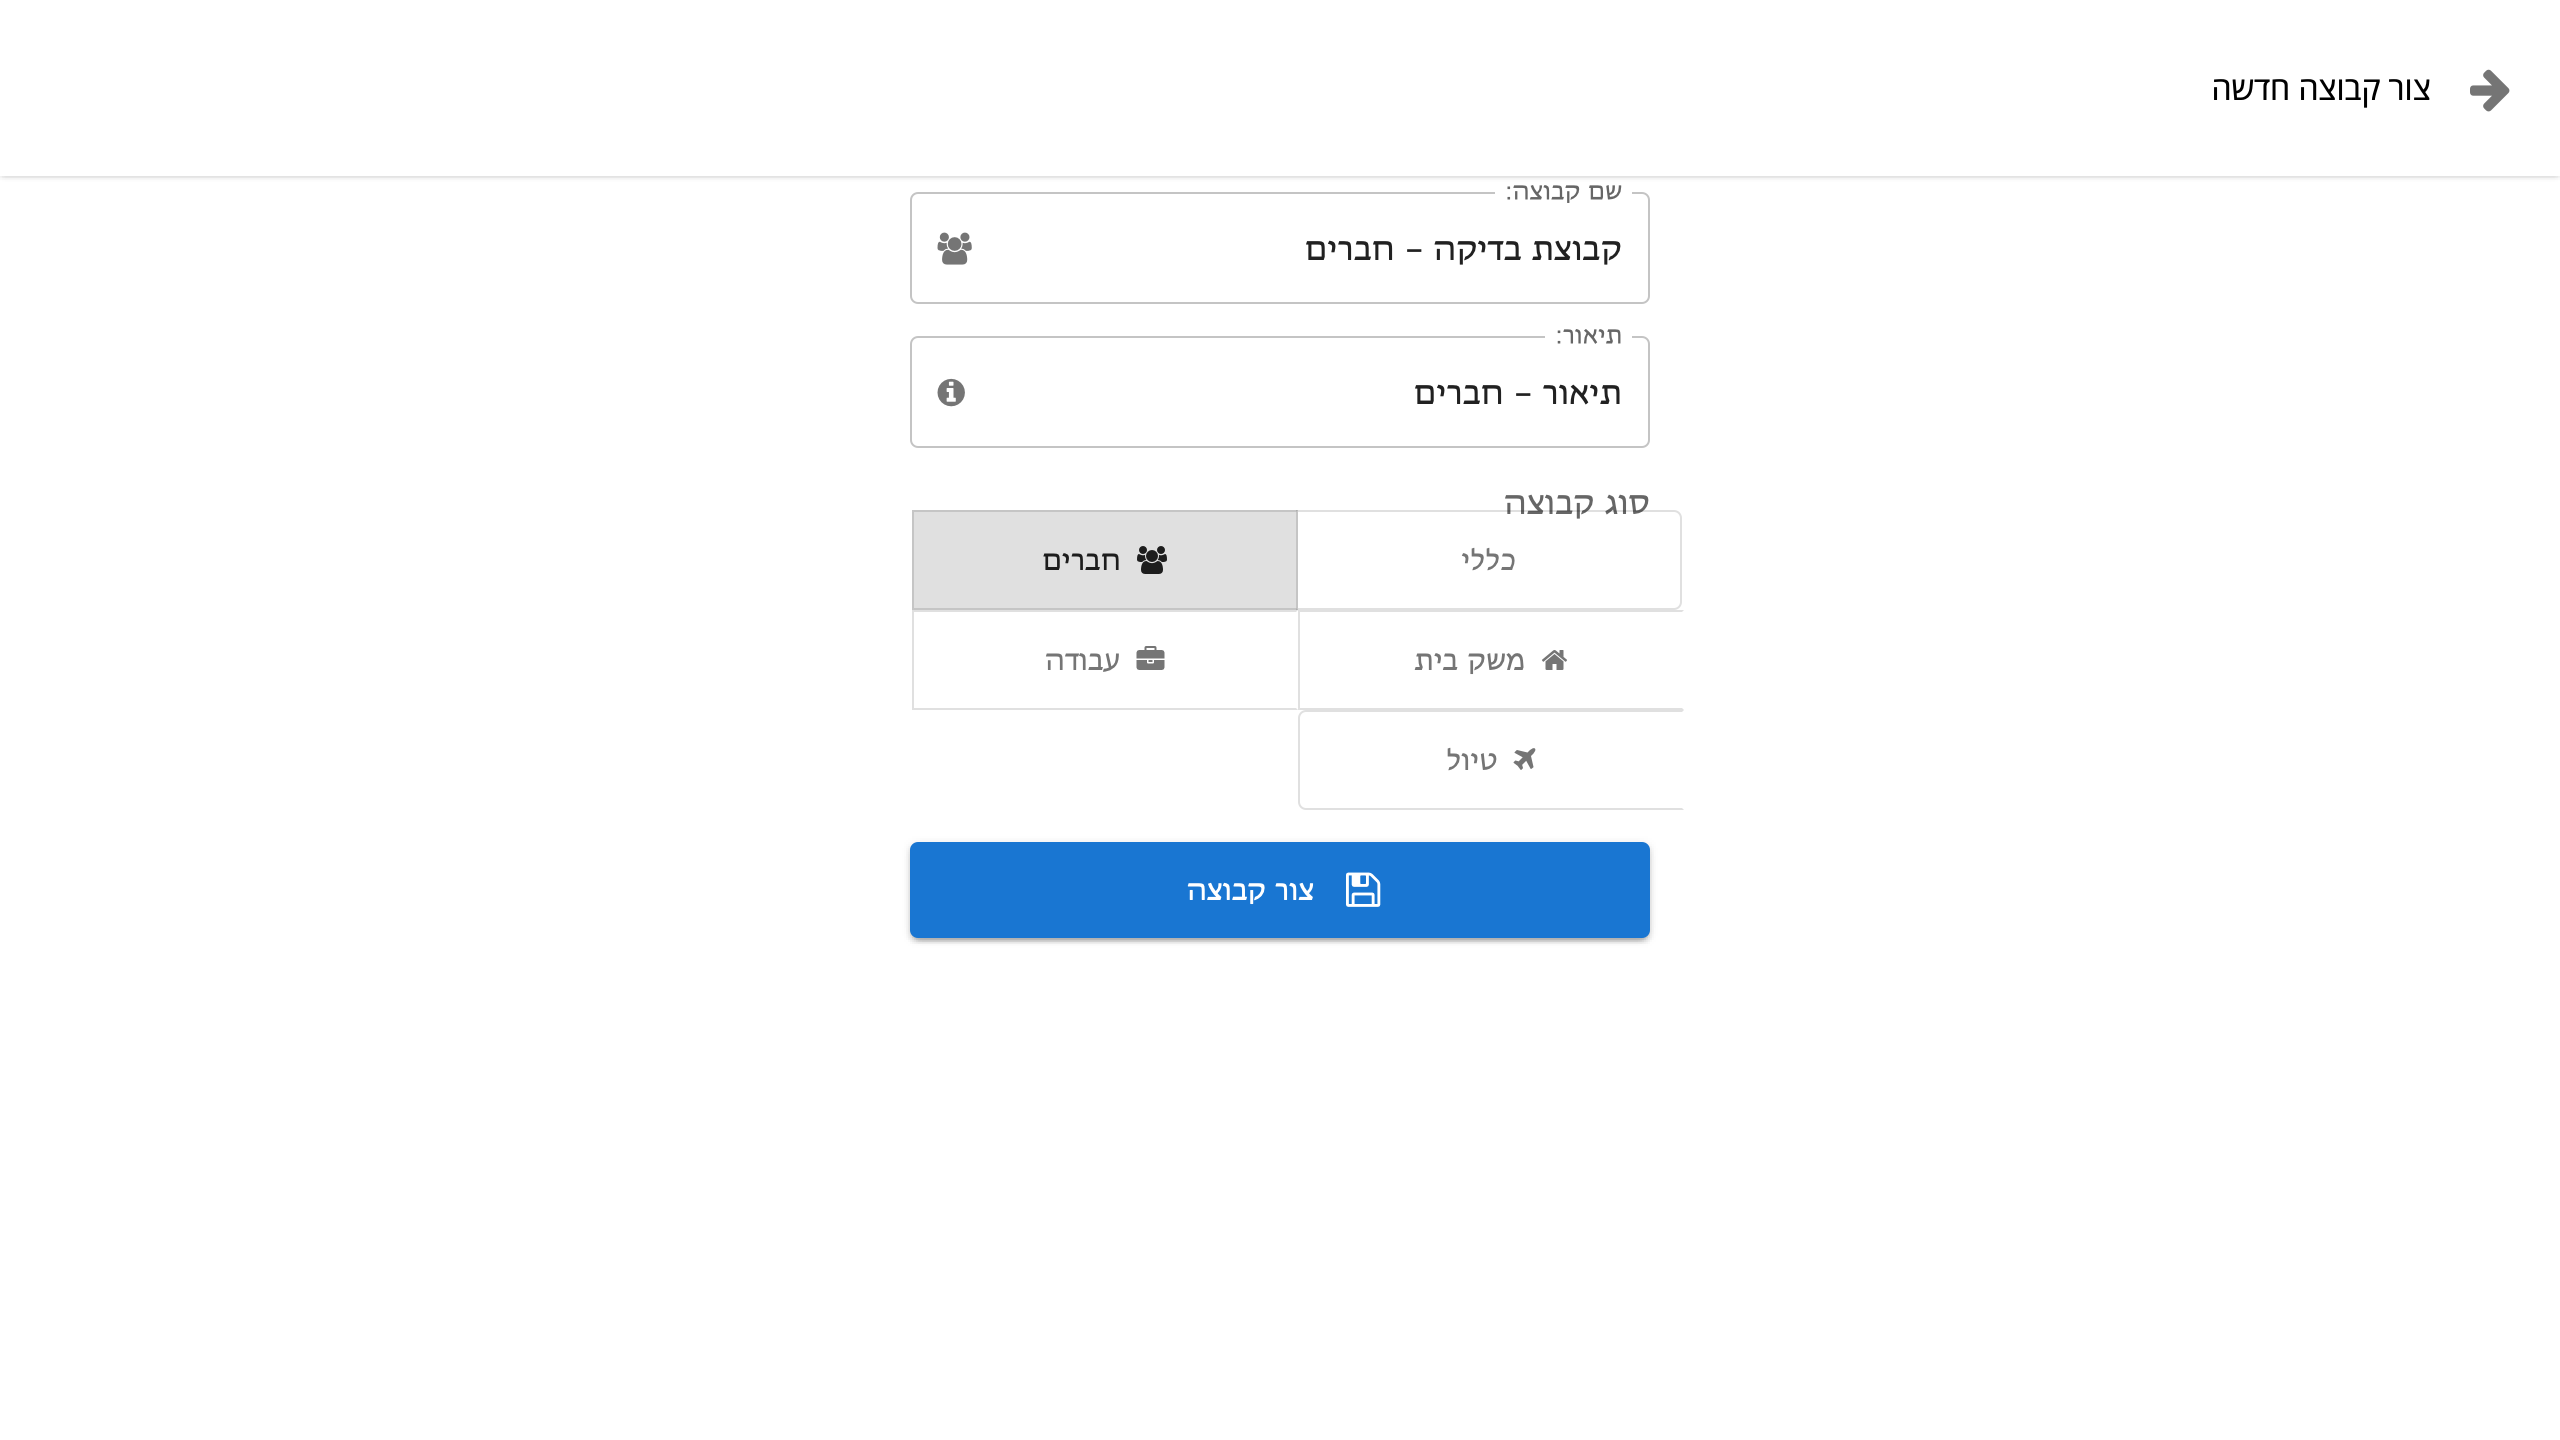 צור קבוצה חדשה
שם קבוצה:
קבוצת בדיקה – חברים
תיאור:
תיאור – חברים
סוג קבוצה
כללי
חברים
משק בית
עבודה
טיול
צור קבוצה